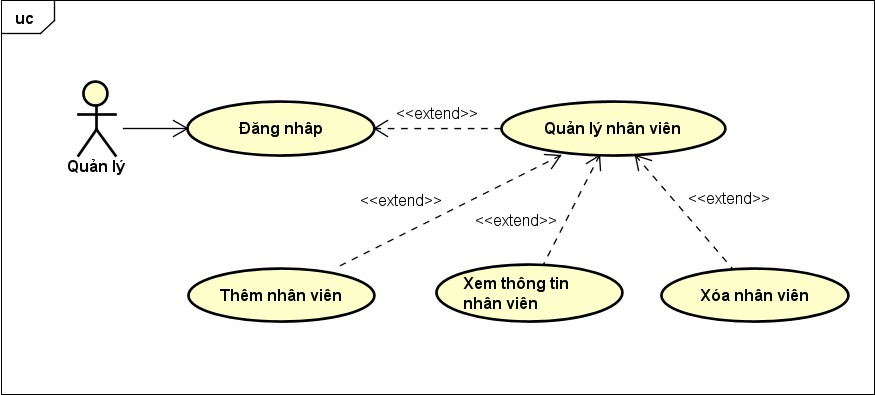 uc
Đăng nhâp
<<extend>>
Quản lý nhân viên
Quản lý
<<extend>>
<<extend>>
<<extend>>
Thêm nhân viên
Xem thông tin
nhân viên
Xóa nhân viên